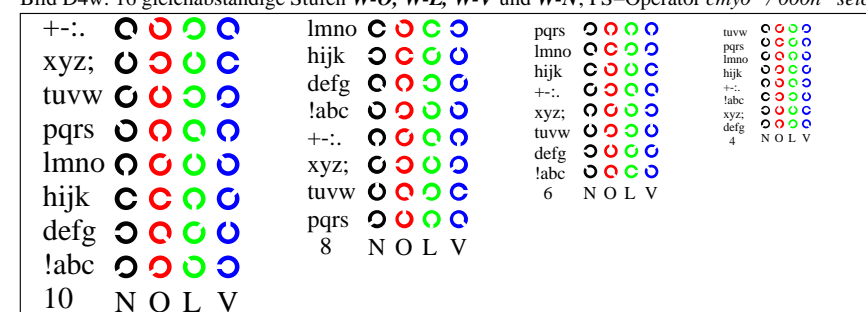 Bild D4w: 16 gleichabständige Stufen W-O, W-L, W-V und W-N; PS=Operator
+-:.
xyz;
tuvw
pqrs
lmno
hijk
defg
!abc
10 N O L V
lmno
hijk
defg
!abc
+-:.
xyz;
tuvw
pqrs
8 N O L V
pqrs
lmno
hijk
+-:.
xyz;
tuvw
defg
!abc
6 N O L V
tuvw
pqrs
lmno
hijk
+-:.
!abc
xyz;
defg
4 N O L V